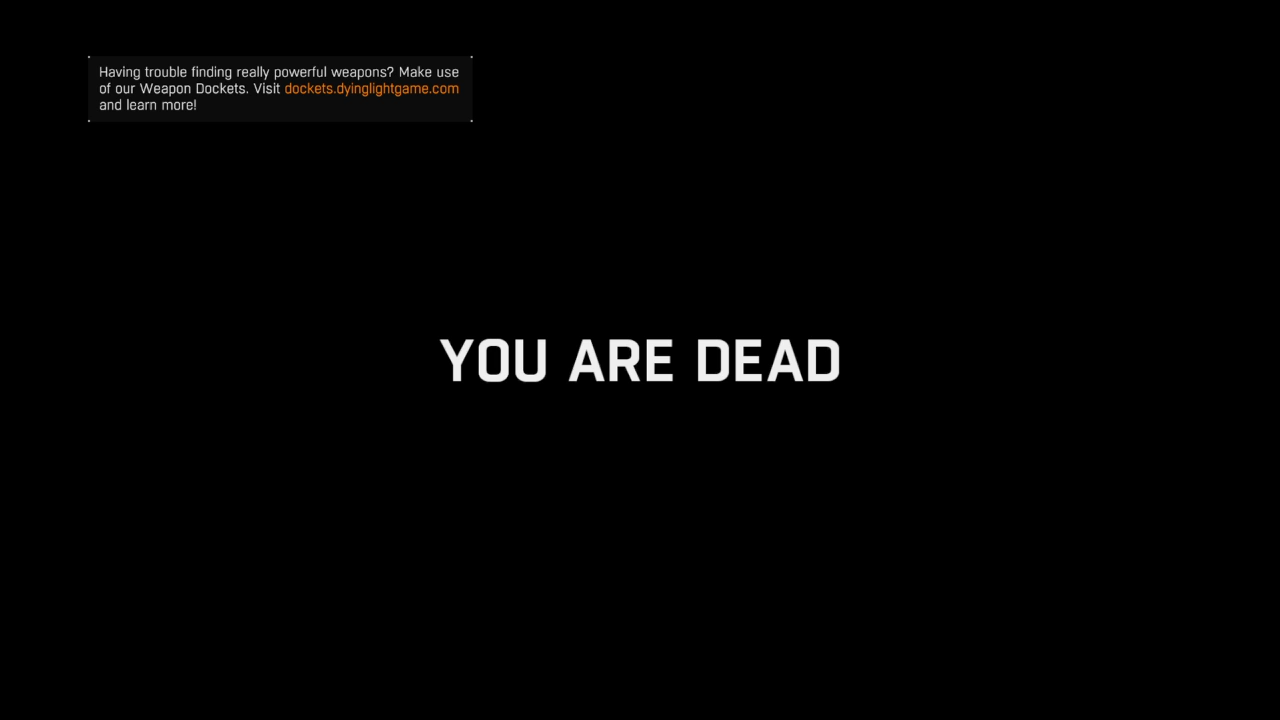 Having trouble finding really powerful weapons? Make use
of our Weapon Dockets. Visit dockets.dyinglightgame.com
and learn more!
YOU ARE DEAD